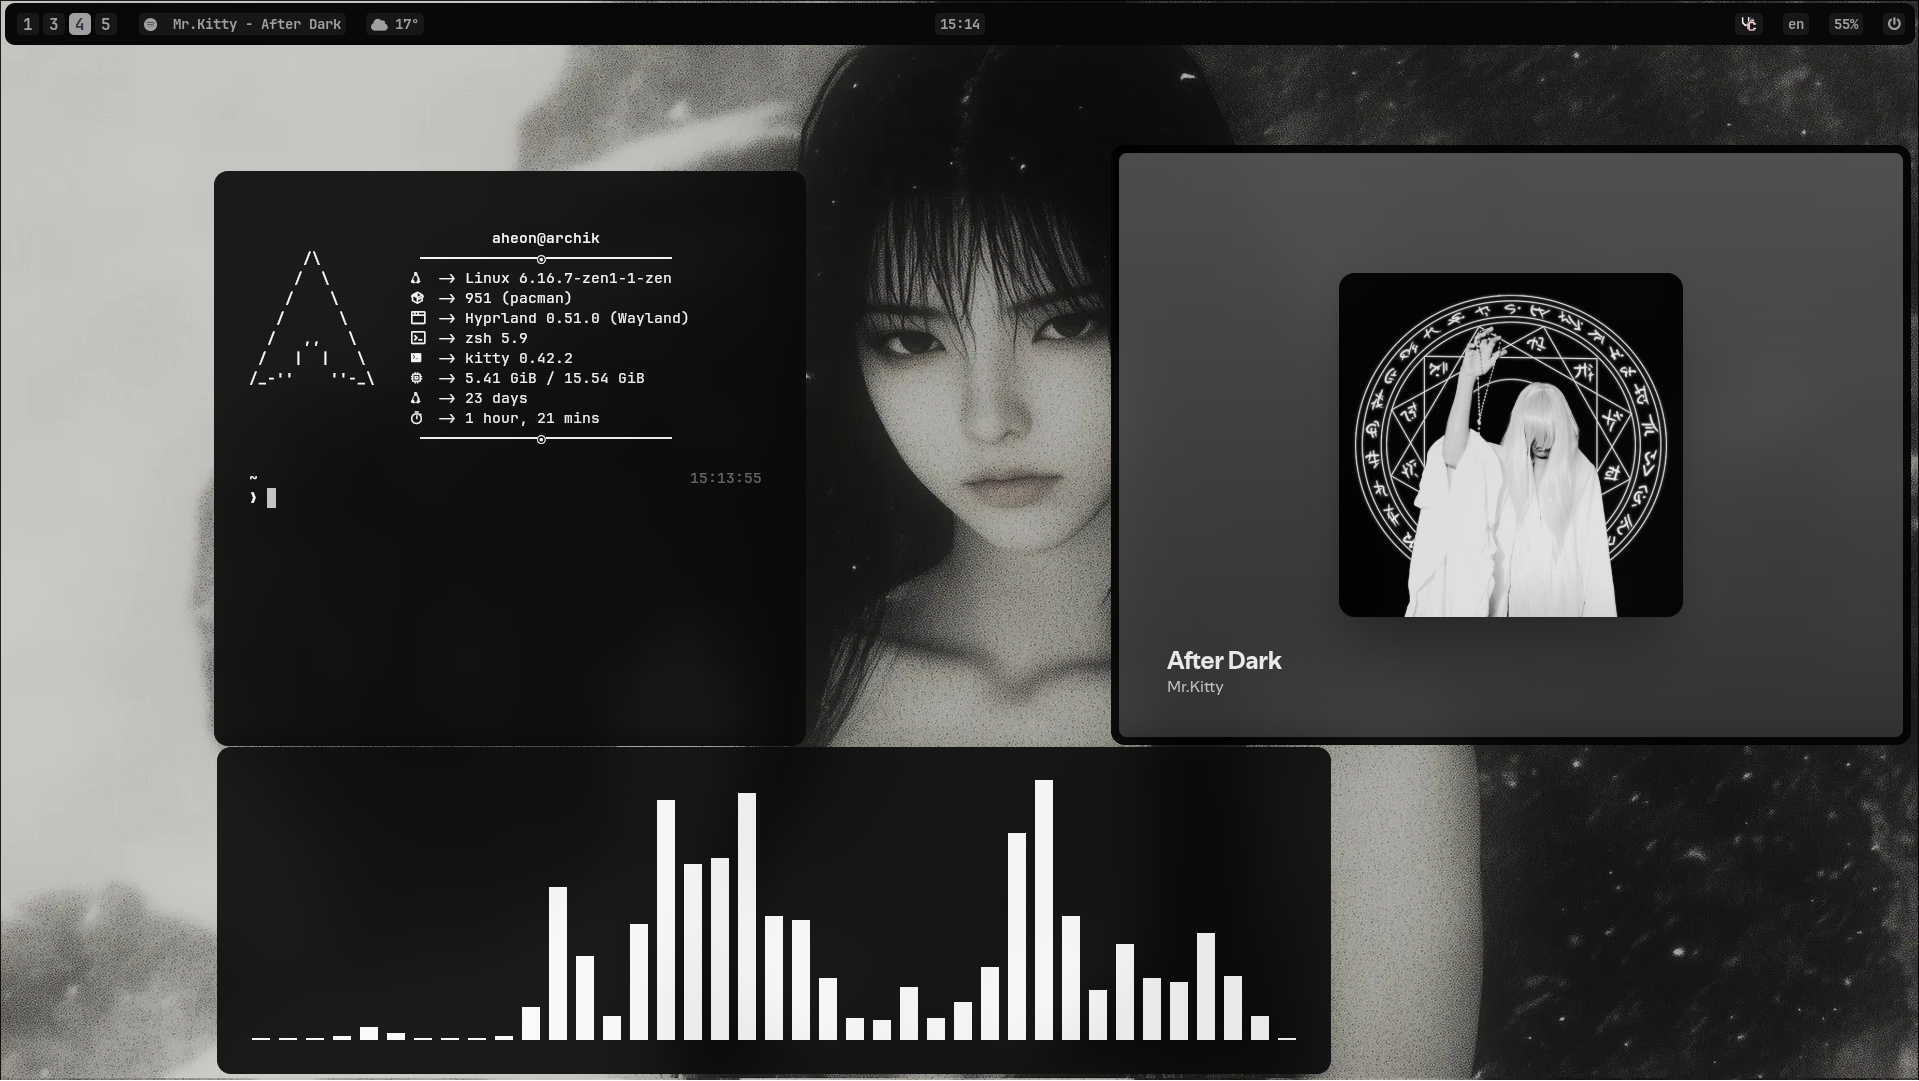 1 3 4 5 Mr.Kitty - After Dark 17° 15:14 en 55%
aheon@archik
Linux 6.16.7-zen1-1-zen
951 (pacman)
Hyprland 0.51.0 (Wayland)
zsh 5.9
kitty 0.42.2
5.41 GiB / 15.54 GiB
23 days
1 hour, 21 mins
~ 15:13:55
❯
After Dark
Mr.Kitty